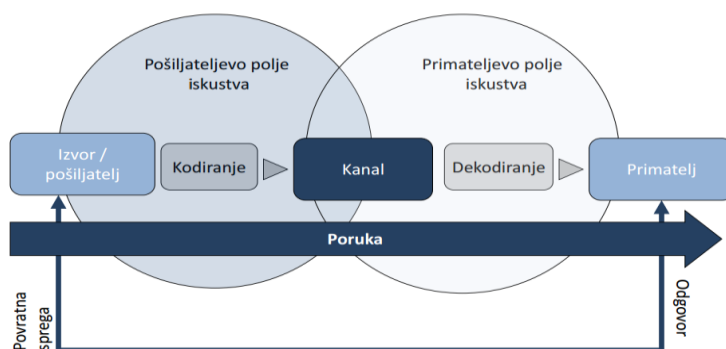 Pošiljateljevo polje
iskustva
Primateljevo polje
iskustva
Izvor /
pošiljatelj
Kodiranje
Kanal
Dekodiranje
Primatelj
Poruka
Povratna
sprega
Odgovor